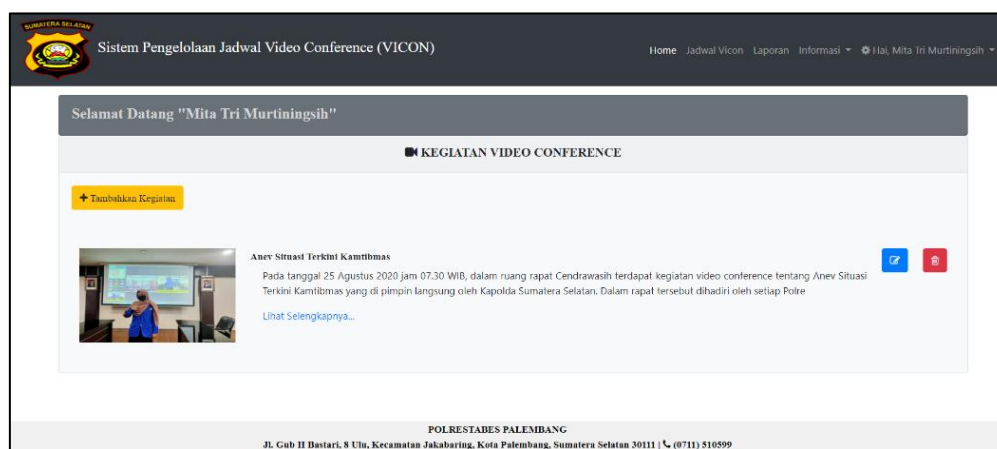 SUMATERA SELATAN
Sistem Pengelolaan Jadwal Video Conference (VICON)
Home Jadwal Vicon Laporan Informasi Hai, Mita Tri Murtiningsih
Selamat Datang "Mita Tri Murtiningsih"
KEGIATAN VIDEO CONFERENCE
+ Tambahkan Kegiatan
Anev Situasi Terkini Kamtibmas
Pada tanggal 25 Agustus 2020 jam 07.30 WIB, dalam ruang rapat Cendrawasih terdapat kegiatan video conference tentang Anev Situasi
Terkini Kamtibmas yang di pimpin langsung oleh Kapolda Sumatera Selatan. Dalam rapat tersebut dihadiri oleh setiap Polre
Lihat Selengkapnya...
POLRESTABES PALEMBANG
Jl. Gub H Bastari, 8 Ulu, Kecamatan Jakabaring, Kota Palembang, Sumatera Selatan 30111 | (0711) 510599